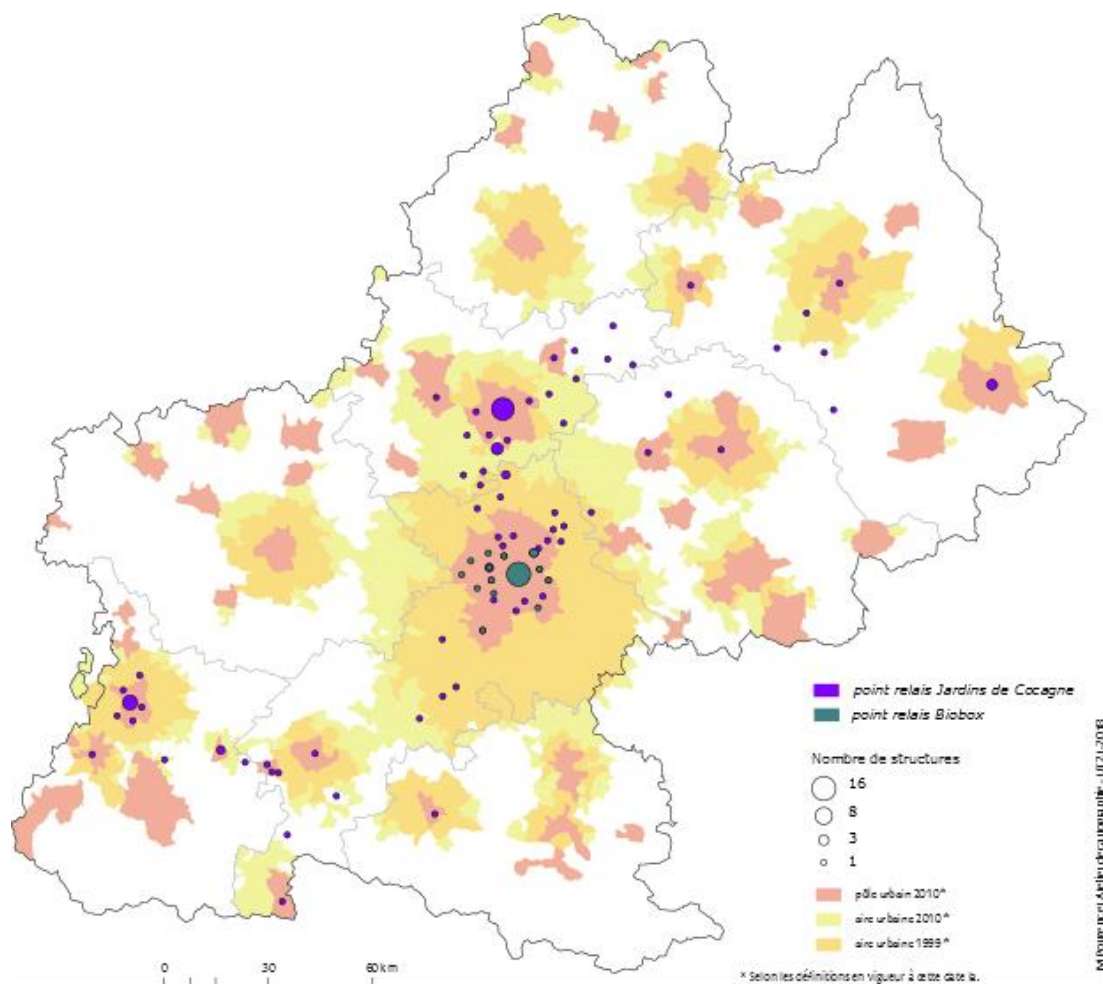 point relais Jardins de Cocagne
point relais Biobox
Nombre de structures
16
8
3
1
pôle urbain 2010*
aire urbaine 2010*
aire urbaine 1999*
0 30 60 km
* Selon les définitions en vigueur à cette date là.